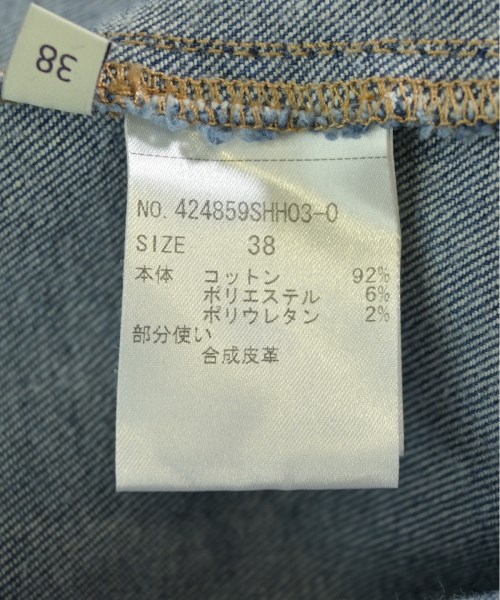 38
NO. 424859SHH03-0
SIZE 38
本体 コットン 92%
ポリエステル 6%
ポリウレタン 2%
部分使い
合成皮革